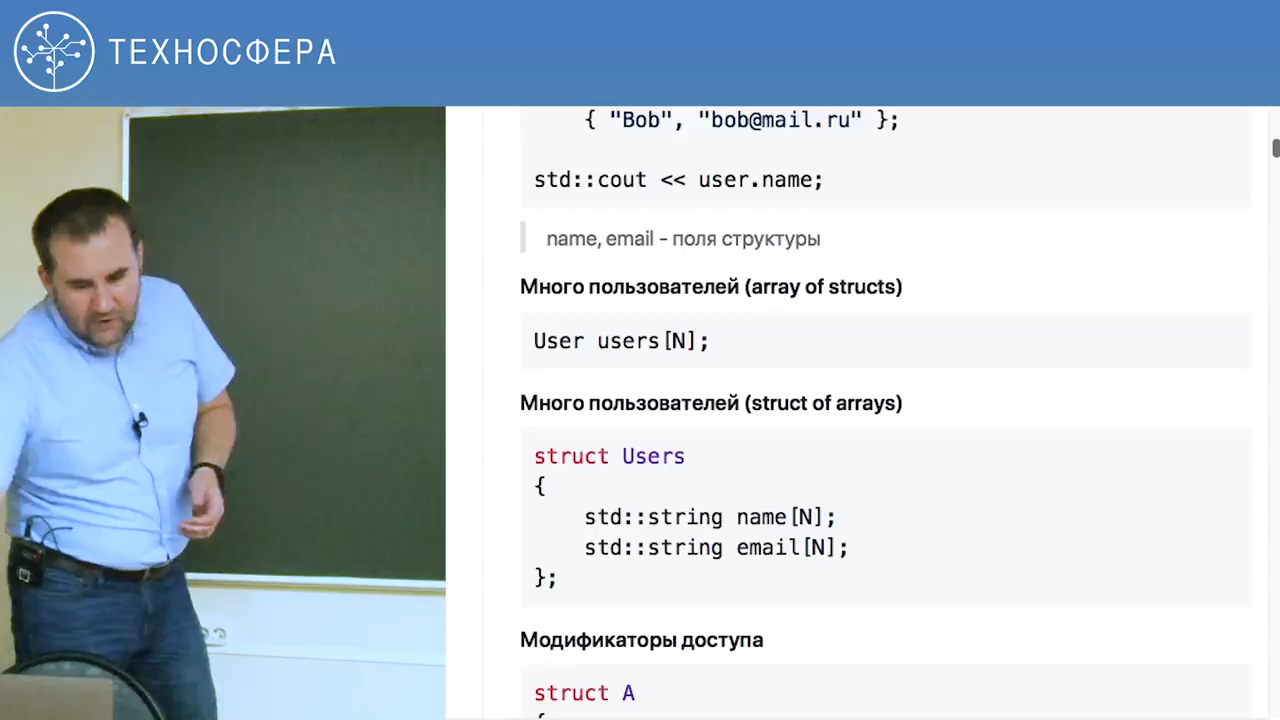 ТЕХНОСФЕРА
{ "Bob", "bob@mail.ru" };
std::cout << user.name;
name, email - поля структуры
Много пользователей (array of structs)
User users[N];
Много пользователей (struct of arrays)
struct Users
{
std::string name[N];
std::string email[N];
};
Модификаторы доступа
struct A
{